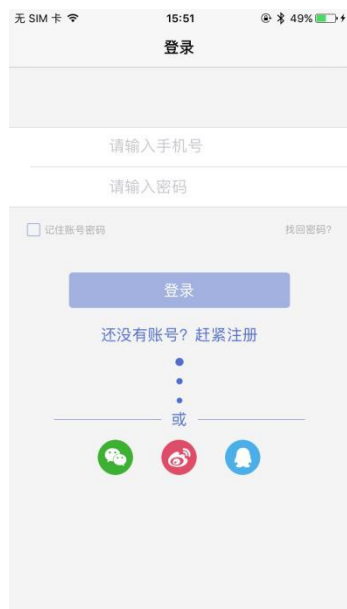 无 SIM 卡 15:51 49%
登录
请输入手机号
请输入密码
记住账号密码 找回密码?
登录
还没有账号？赶紧注册
或